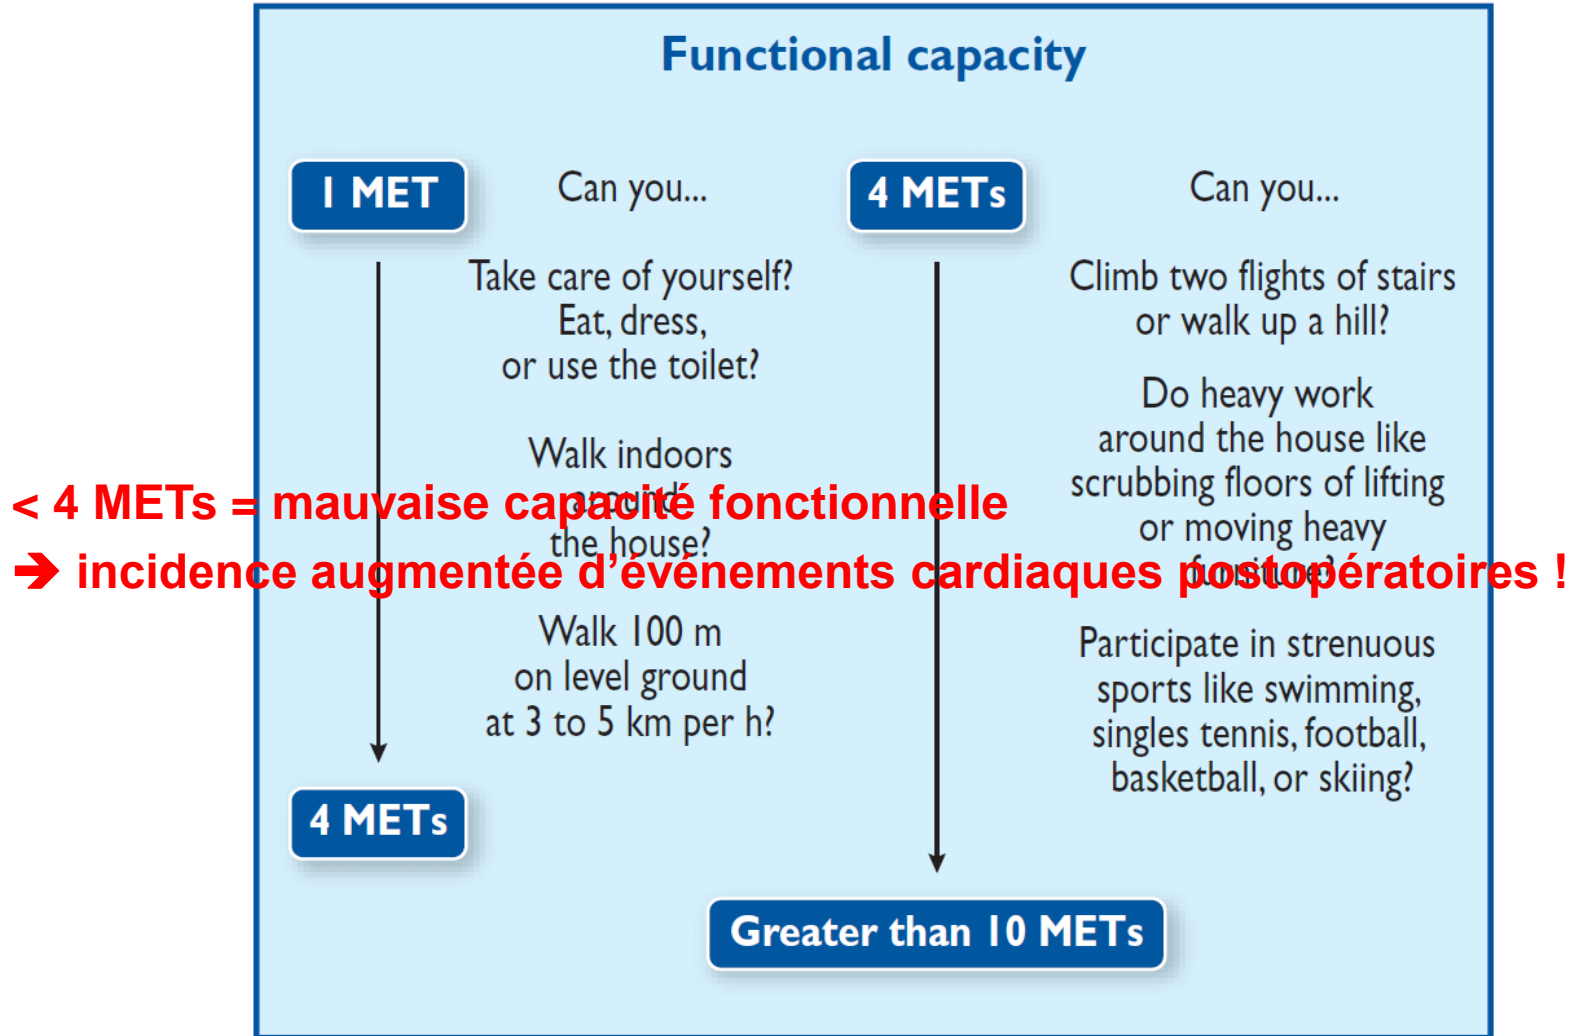 Functional capacity
1 MET
Can you...
Take care of yourself?
Eat, dress,
or use the toilet?
Walk indoors
around
the house?
Walk 100 m
on level ground
at 3 to 5 km per h?
4 METs
4 METs
Can you...
Climb two flights of stairs
or walk up a hill?
Do heavy work
around the house like
scrubbing floors of lifting
or moving heavy
furniture?
Participate in strenuous
sports like swimming,
singles tennis, football,
basketball, or skiing?
Greater than 10 METs
< 4 METs = mauvaise capacité fonctionnelle
➔ incidence augmentée d’événements cardiaques postopératoires !